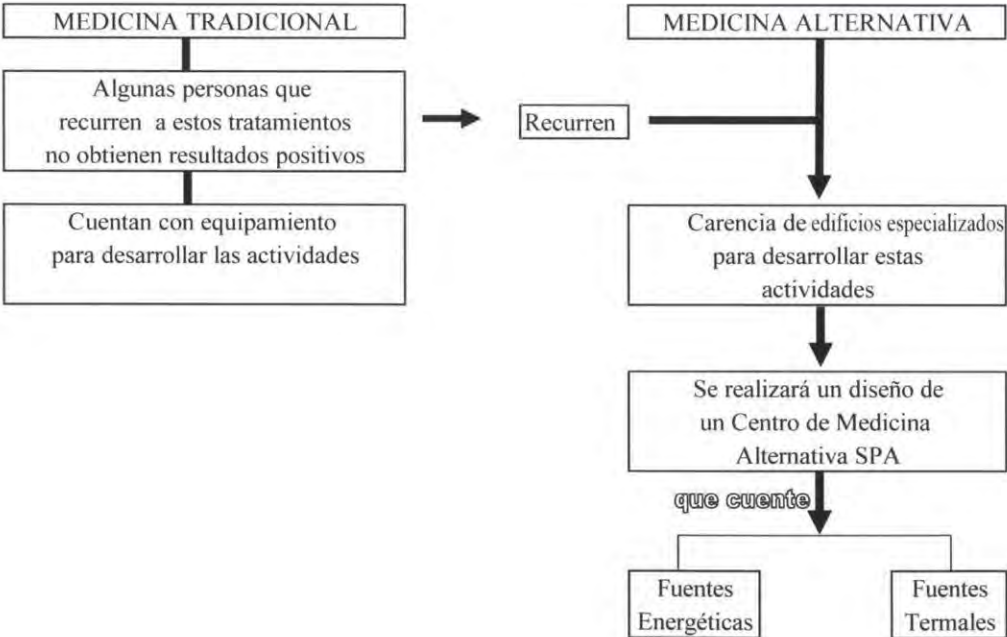 MEDICINA TRADICIONAL
Algunas personas que
recurren a estos tratamientos
no obtienen resultados positivos
Cuentan con equipamiento
para desarrollar las actividades
Recurren
MEDICINA ALTERNATIVA
Carencia de edificios especializados
para desarrollar estas
actividades
Se realizará un diseño de
un Centro de Medicina
Alternativa SPA
que cuente
Fuentes
Energéticas
Fuentes
Termales